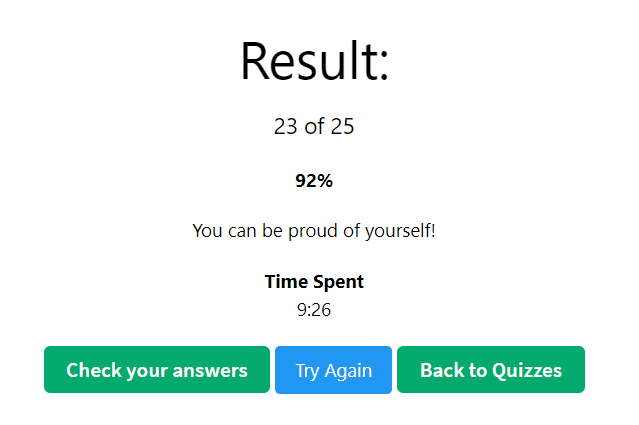 Result:
23 of 25
92%
You can be proud of yourself!
Time Spent
9:26
Check your answers Try Again Back to Quizzes